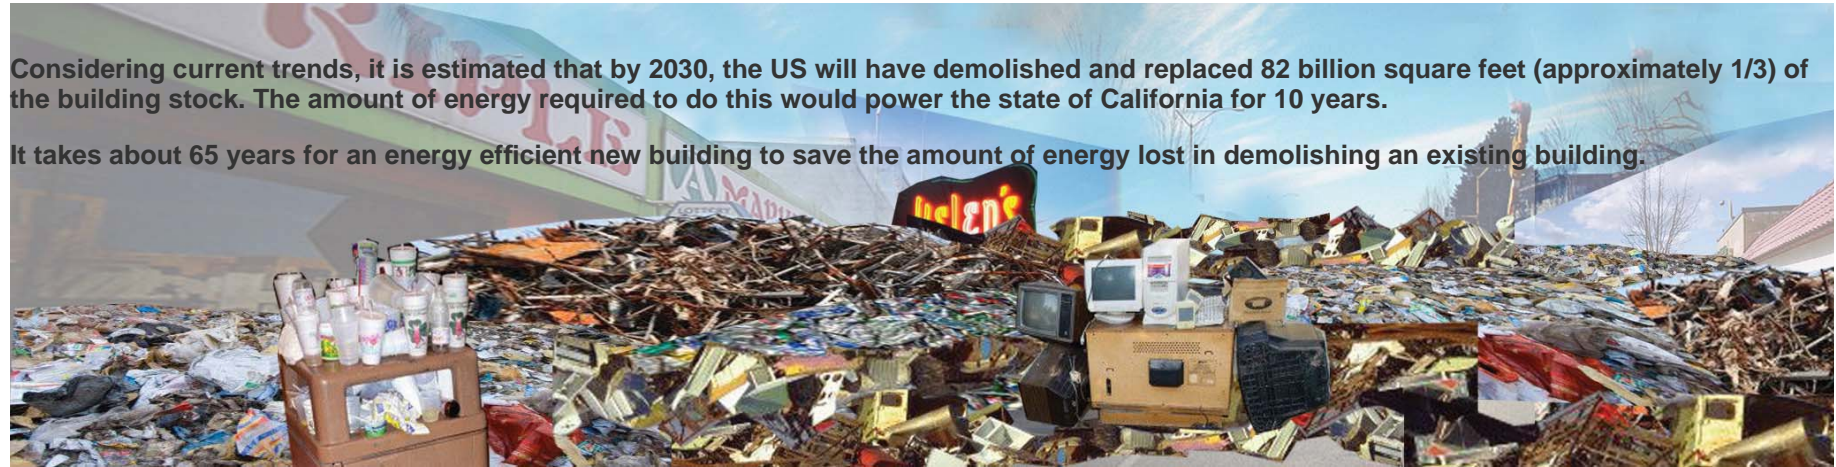 Considering current trends, it is estimated that by 2030, the US will have demolished and replaced 82 billion square feet (approximately 1/3) of
the building stock. The amount of energy required to do this would power the state of California for 10 years.
It takes about 65 years for an energy efficient new building to save the amount of energy lost in demolishing an existing building.
LOTTERY